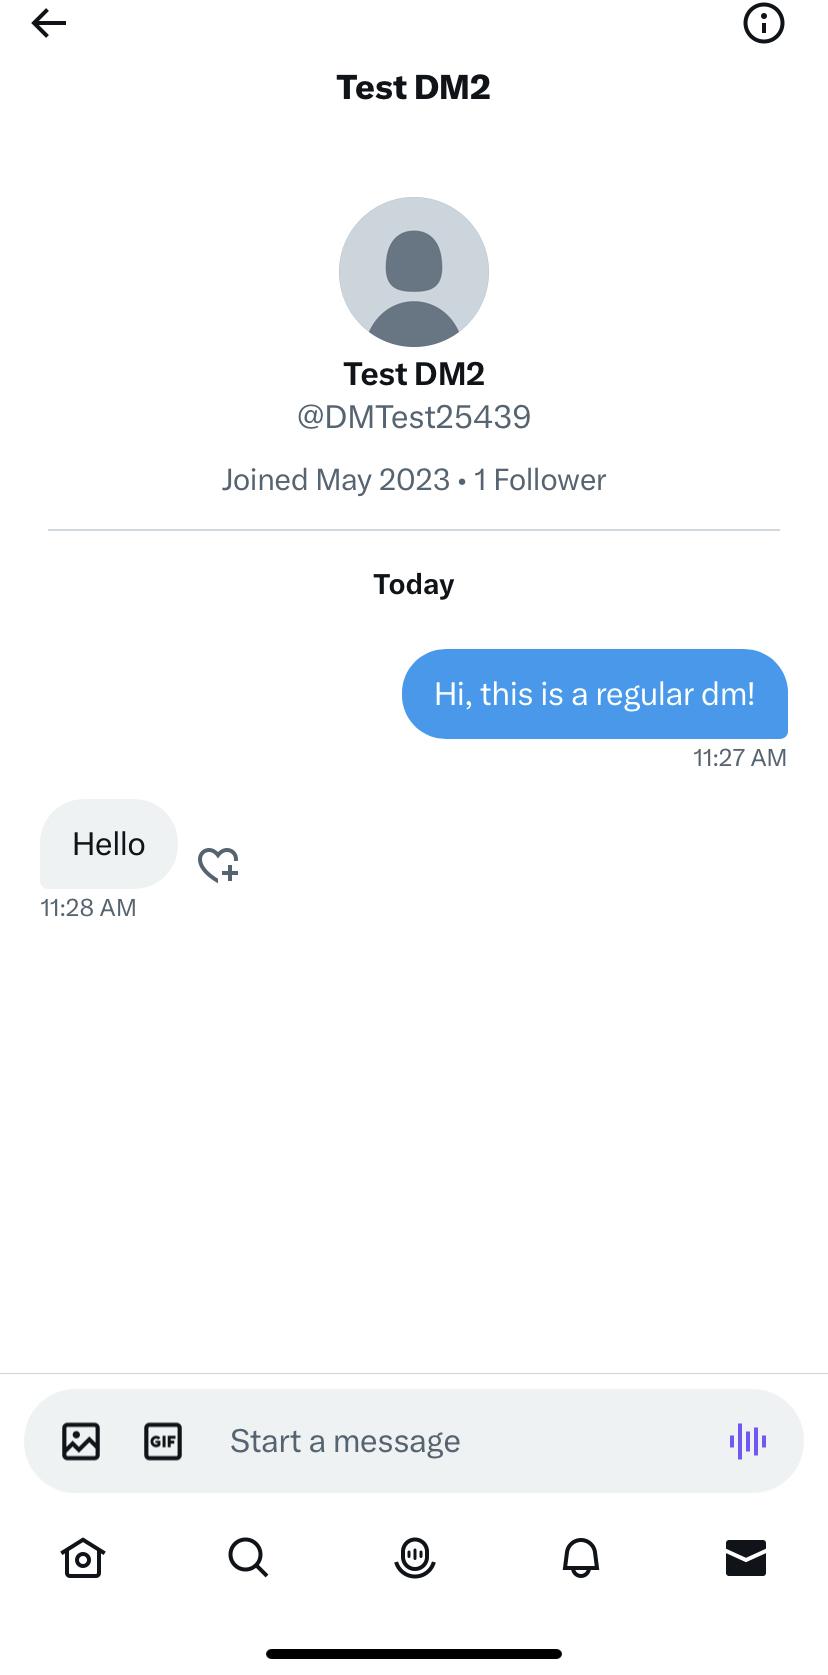 Test DM2
Test DM2
@DMTest25439
Joined May 2023 • 1 Follower
Today
Hi, this is a regular dm!
11:27 AM
Hello
11:28 AM
GIF
Start a message